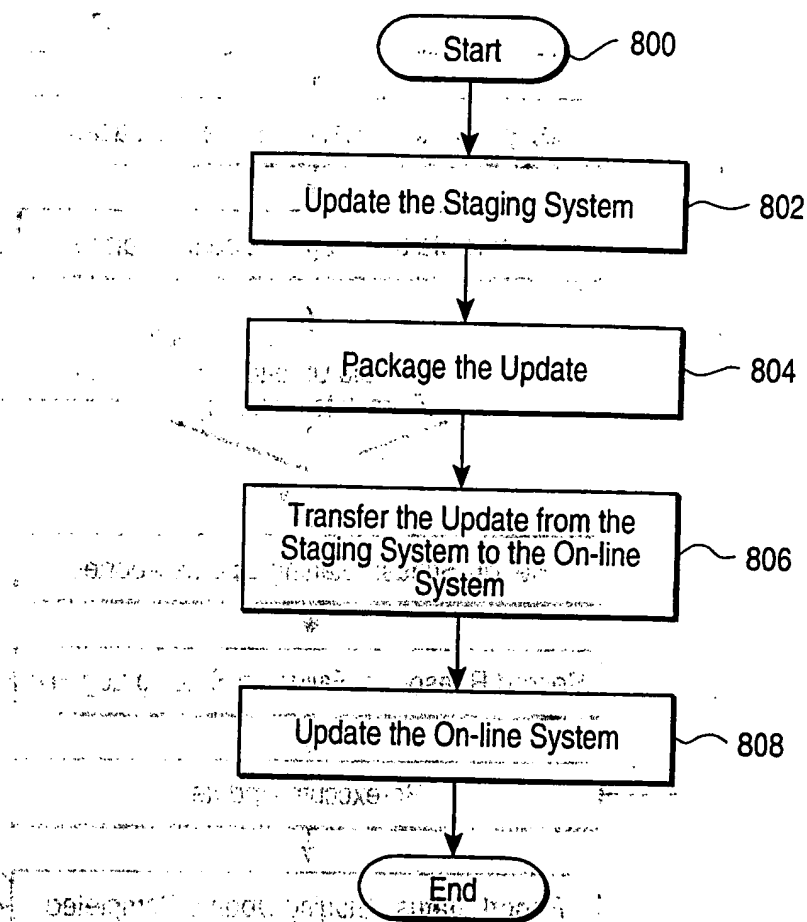 Start
800
Update the Staging System
802
Package the Update
804
Transfer the Update from the
Staging System to the On-line
System
806
Update the On-line System
808
End